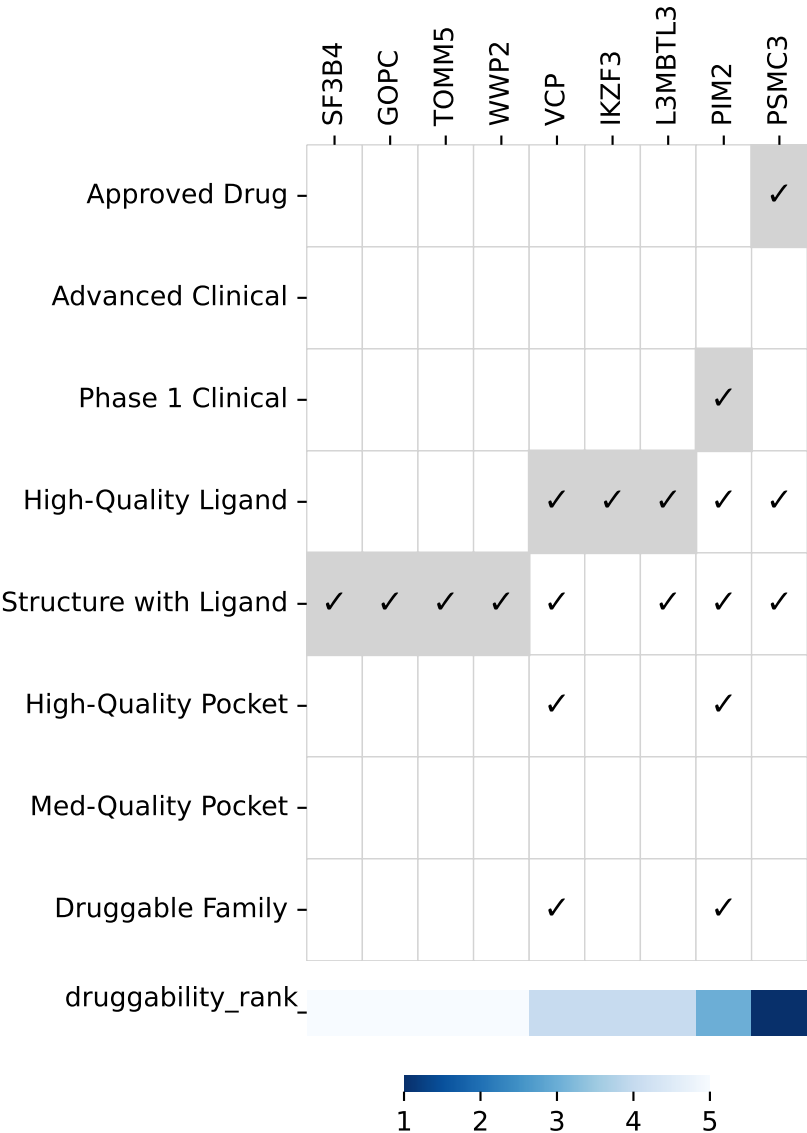 SF3B4
GOPC
TOMM5
WWP2
VCP
IKZF3
L3MBTL3
PIM2
PSMC3
Approved Drug
✓
Advanced Clinical
Phase 1 Clinical
✓
High-Quality Ligand
✓ ✓ ✓ ✓ ✓
Structure with Ligand
✓ ✓ ✓ ✓ ✓ ✓ ✓ ✓
High-Quality Pocket
✓ ✓
Med-Quality Pocket
Druggable Family
✓ ✓
druggability_rank
1 2 3 4 5